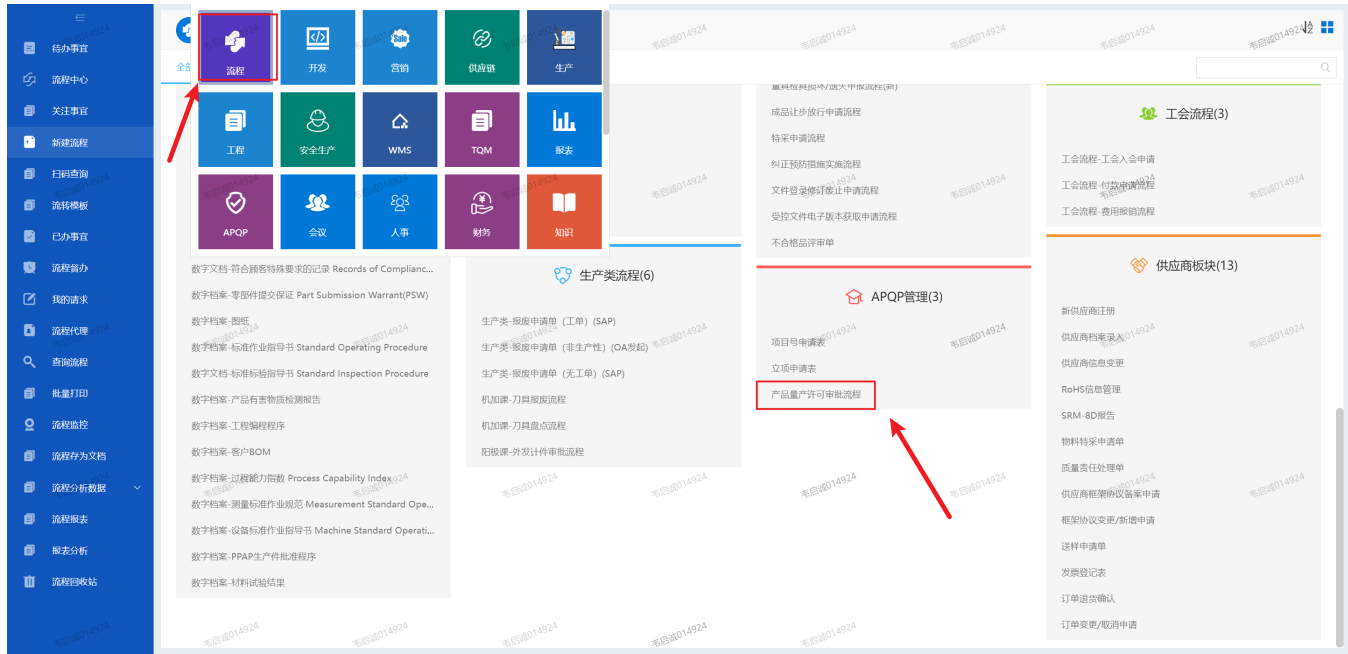 待办事宜
流程中心
关注事宜
新建流程
扫码查询
流转模板
已办事宜
流程督办
我的请求
流程代理
查询流程
批量打印
流程监控
流程存为文档
流程分析数据
流程报表
报表分析
流程回收站
流程
开发
营销
供应链
生产
工程
安全生产
WMS
TQM
报表
APQP
会议
人事
财务
知识
数字文档-符合顾客特殊要求的记录 Records of Complianc...
数字档案-零部件提交保证 Part Submission Warrant(PSW)
数字档案-图纸
数字档案-标准作业指导书 Standard Operating Procedure
数字文档-标准标验指导书 Standard Inspection Procedure
数字档案-产品有害物质检测报告
数字档案-工程编程程序
数字档案-客户BOM
数字档案-过程能力指数 Process Capability Index
数字档案-测量标准作业规范 Measurement Standard Ope...
数字档案-设备标准作业指导书 Machine Standard Operati...
数字档案-PPAP生产件批准程序
数字档案-材料试验结果
生产类流程(6)
生产类-报废申请单（工单）(SAP)
生产类-报废申请单（非生产性）(OA发起)
生产类-报废申请单（无工单）(SAP)
机加课-刀具报废流程
机加课-刀具盘点流程
阳极课-外发计件审批流程
量具检具损坏/遗失申报流程(新)
成品让步放行申请流程
特采申请流程
纠正预防措施实施流程
文件登录修订废止申请流程
受控文件电子版本获取申请流程
不合格品评审单
APQP管理(3)
项目号申请表
立项申请表
产品量产许可审批流程
工会流程(3)
工会流程-工会入会申请
工会流程-付款申请流程
工会流程-费用报销流程
供应商板块(13)
新供应商注册
供应商档案录入
供应商信息变更
RoHS信息管理
SRM-8D报告
物料特采申请单
质量责任处理单
供应商框架协议备案申请
框架协议变更/新增申请
送样申请单
发票登记表
订单退货确认
订单变更/取消申请
韦启诚014924